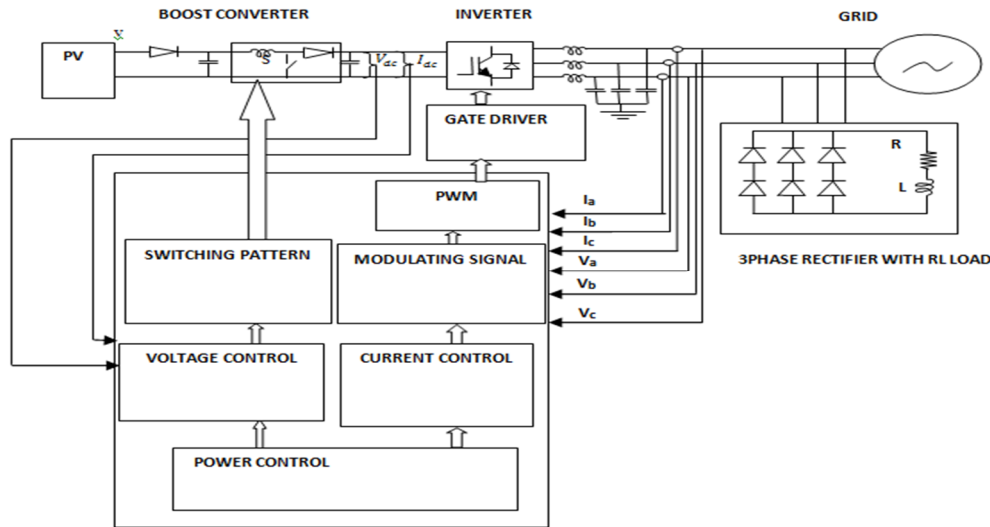 BOOST CONVERTER
INVERTER
GRID
PV
Y
S
Vdc
Idc
GATE DRIVER
R
L
PWM
Ia
Ib
Ic
Va
Vb
Vc
SWITCHING PATTERN
MODULATING SIGNAL
3PHASE RECTIFIER WITH RL LOAD
VOLTAGE CONTROL
CURRENT CONTROL
POWER CONTROL